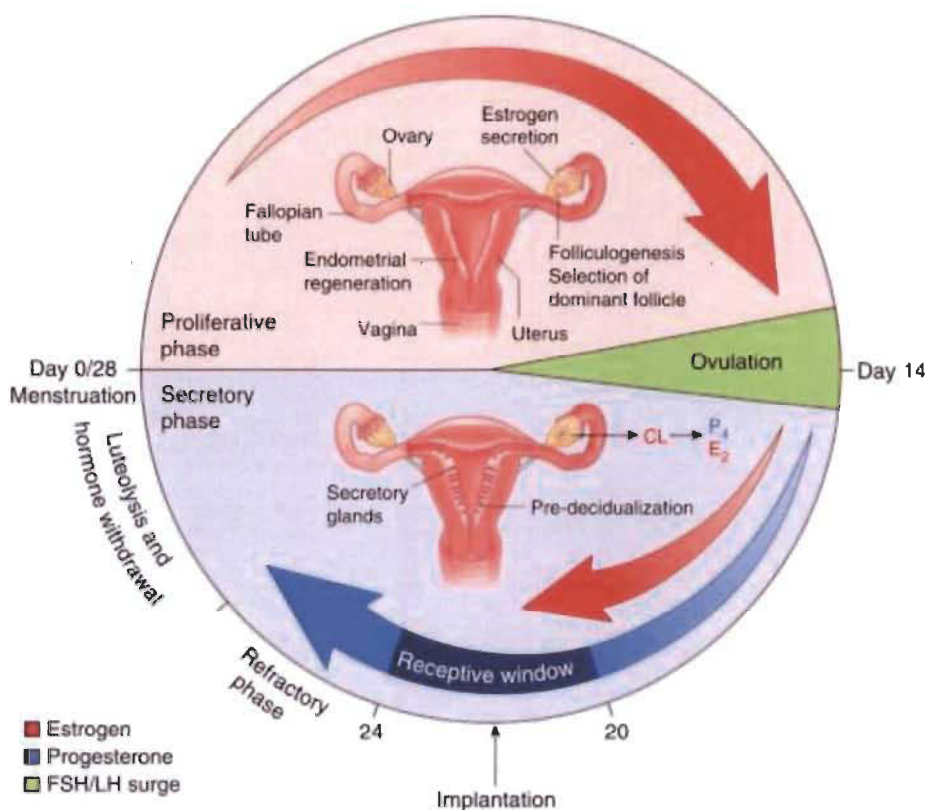 Estrogen
secretion
Ovary
Fallopian
tube
Endometrial
regeneration
Folliculogenesis
Selection of
dominant follicle
Vagina
Uterus
Proliferative
phase
Ovulation
Day 0/28
Menstruation
Day 14
Secretory
phase
CL
P4
E2
Secretory
glands
Pre-decidualization
Luteolysis and
hormone withdrawal
Receptive window
Refractory
phase
24
20
Implantation
Estrogen
Progesterone
FSH/LH surge